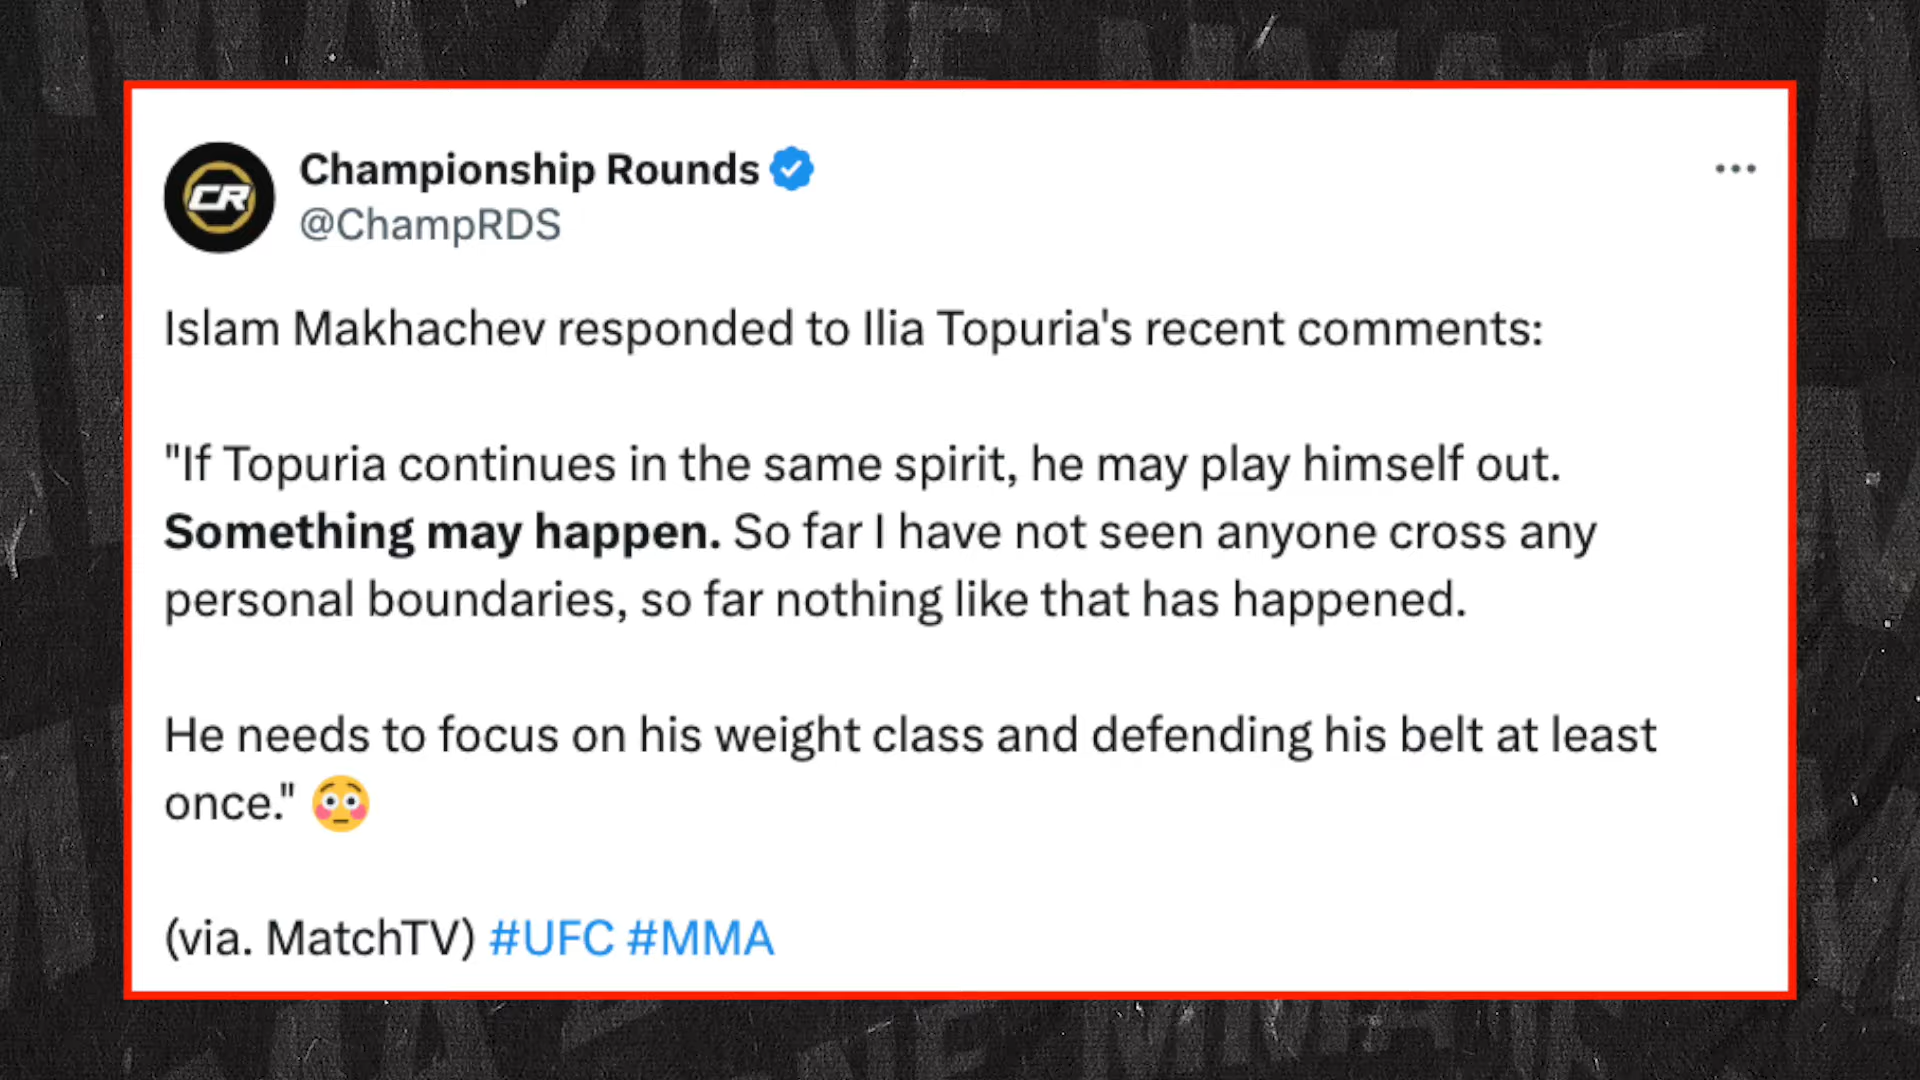 CR
Championship Rounds
@ChampRDS
Islam Makhachev responded to Ilia Topuria's recent comments:
"If Topuria continues in the same spirit, he may play himself out.
Something may happen. So far I have not seen anyone cross any
personal boundaries, so far nothing like that has happened.
He needs to focus on his weight class and defending his belt at least
once." 😳
(via. MatchTV) #UFC #MMA